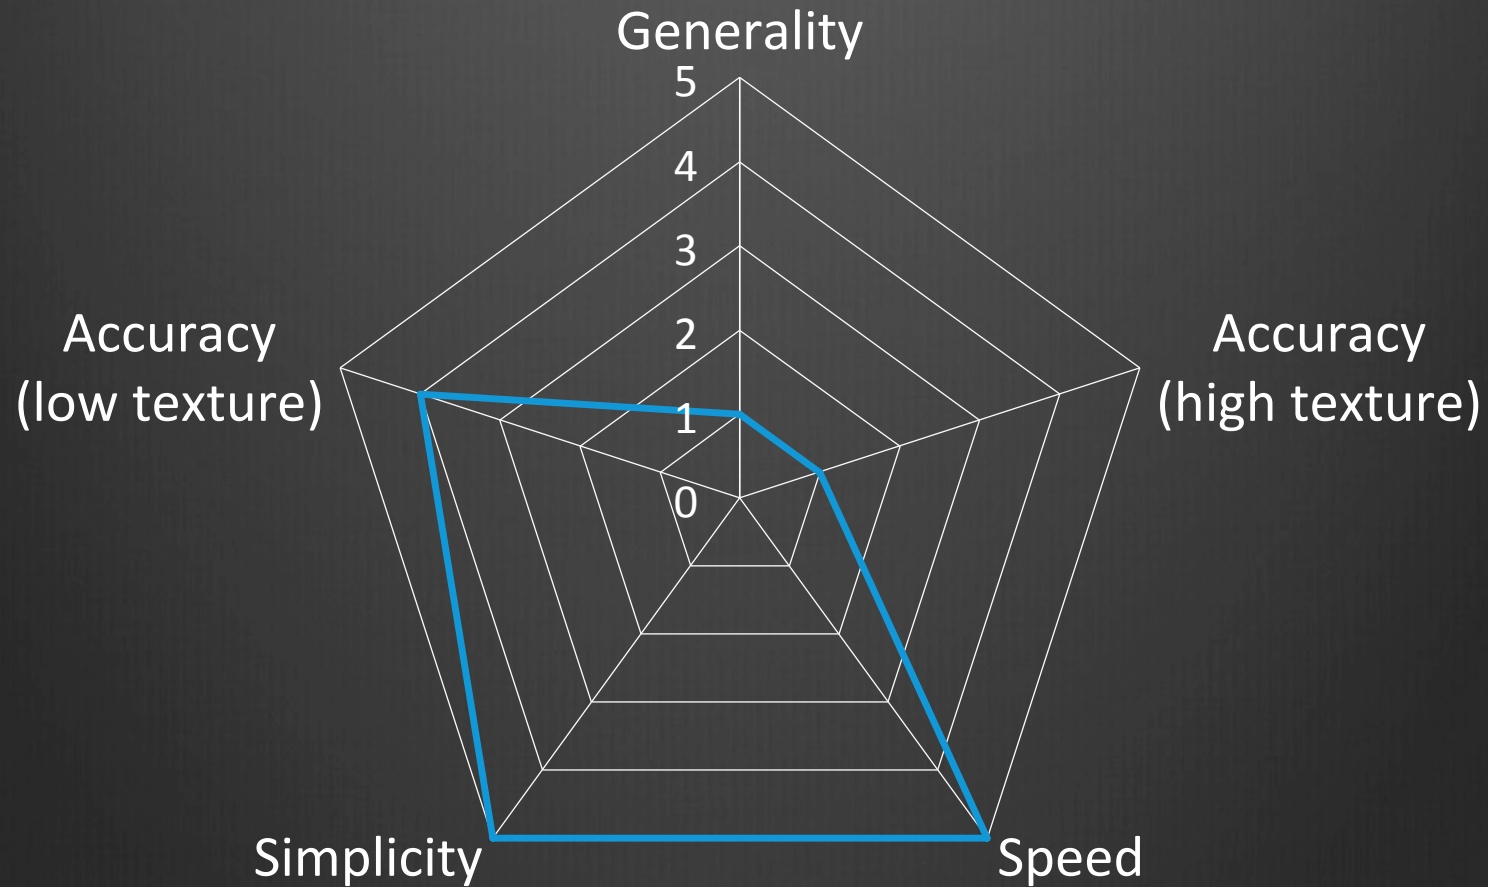 Generality
5
4
3
2
1
0
Accuracy
(low texture)
Accuracy
(high texture)
Simplicity
Speed